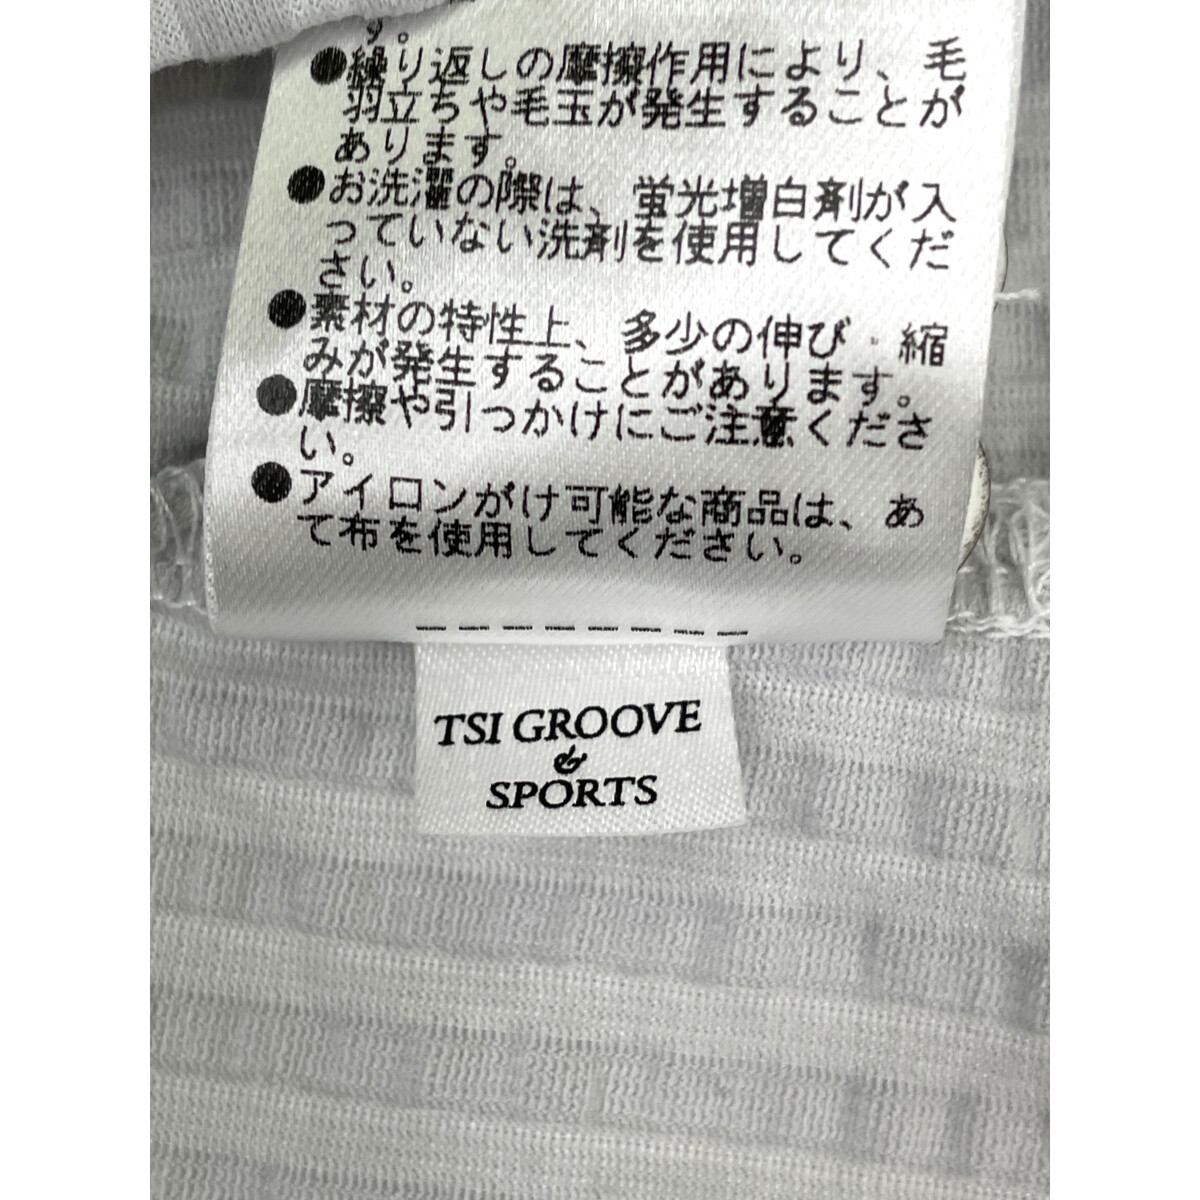 す。
●繰り返しの摩擦作用により、毛
羽立ちや毛玉が発生することが
あります。
●お洗濯の際は、蛍光増白剤が入
っていない洗剤を使用してくだ
さい。
●素材の特性上、多少の伸び・縮
みが発生することがあります。
●摩擦や引っかけにご注意くださ
い。
●アイロンがけ可能な商品は、あ
て布を使用してください。
TSI GROOVE
&
SPORTS